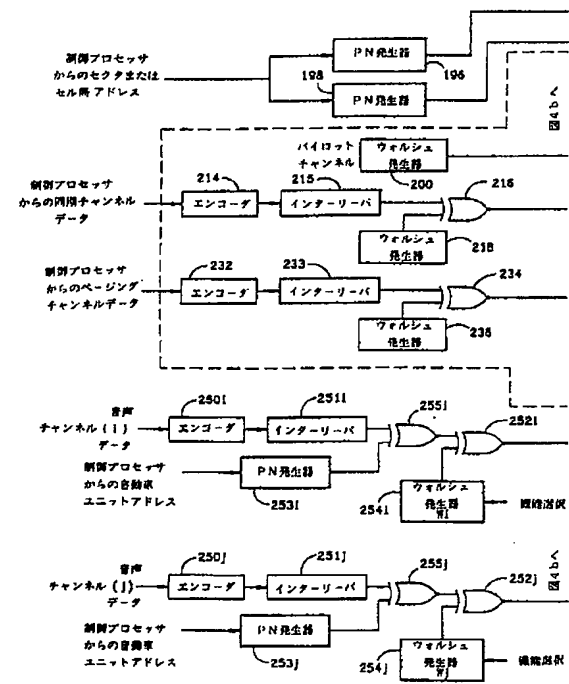 制御プロセッサ
からのセクタまたは
セル用アドレス
PN発生器
196
198
PN発生器
図4bへ
パイロット
チャンネル
ウォルシュ
発生器
200
制御プロセッサ
からの同期チャンネル
データ
214
エンコーダ
215
インターリーバ
216
ウォルシュ
発生器
218
制御プロセッサ
からのページング
チャンネルデータ
232
エンコーダ
233
インターリーバ
234
ウォルシュ
発生器
236
音声
チャンネル(i)
データ
250i
エンコーダ
251i
インターリーバ
255i
252i
制御プロセッサ
からの自動車
ユニットアドレス
PN発生器
253i
254i
ウォルシュ
発生器
Wi
機能選択
音声
チャンネル(j)
データ
250j
エンコーダ
251j
インターリーバ
255j
252j
制御プロセッサ
からの自動車
ユニットアドレス
PN発生器
253j
254j
ウォルシュ
発生器
Wj
機能選択
図4bへ